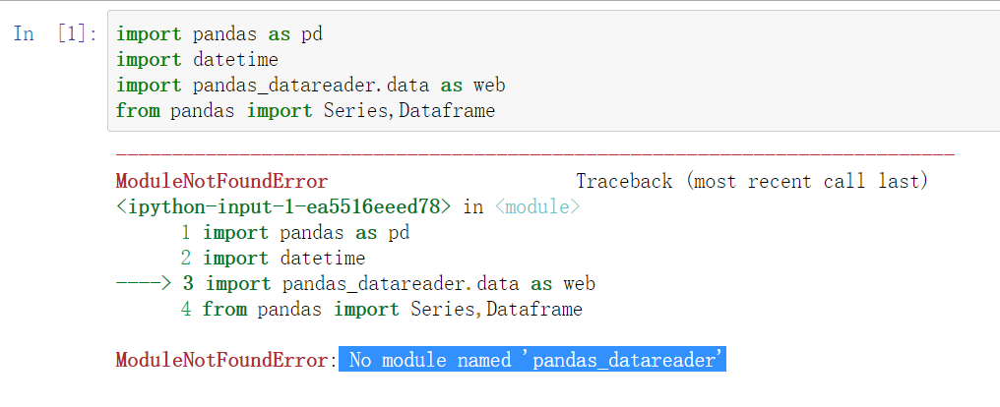 In [1]: import pandas as pd
import datetime
import pandas_datareader.data as web
from pandas import Series,Dataframe
---------------------------------------------------------------------------
ModuleNotFoundError Traceback (most recent call last)
<ipython-input-1-ea5516eeed78> in <module>
1 import pandas as pd
2 import datetime
----> 3 import pandas_datareader.data as web
4 from pandas import Series,Dataframe
ModuleNotFoundError: No module named 'pandas_datareader'